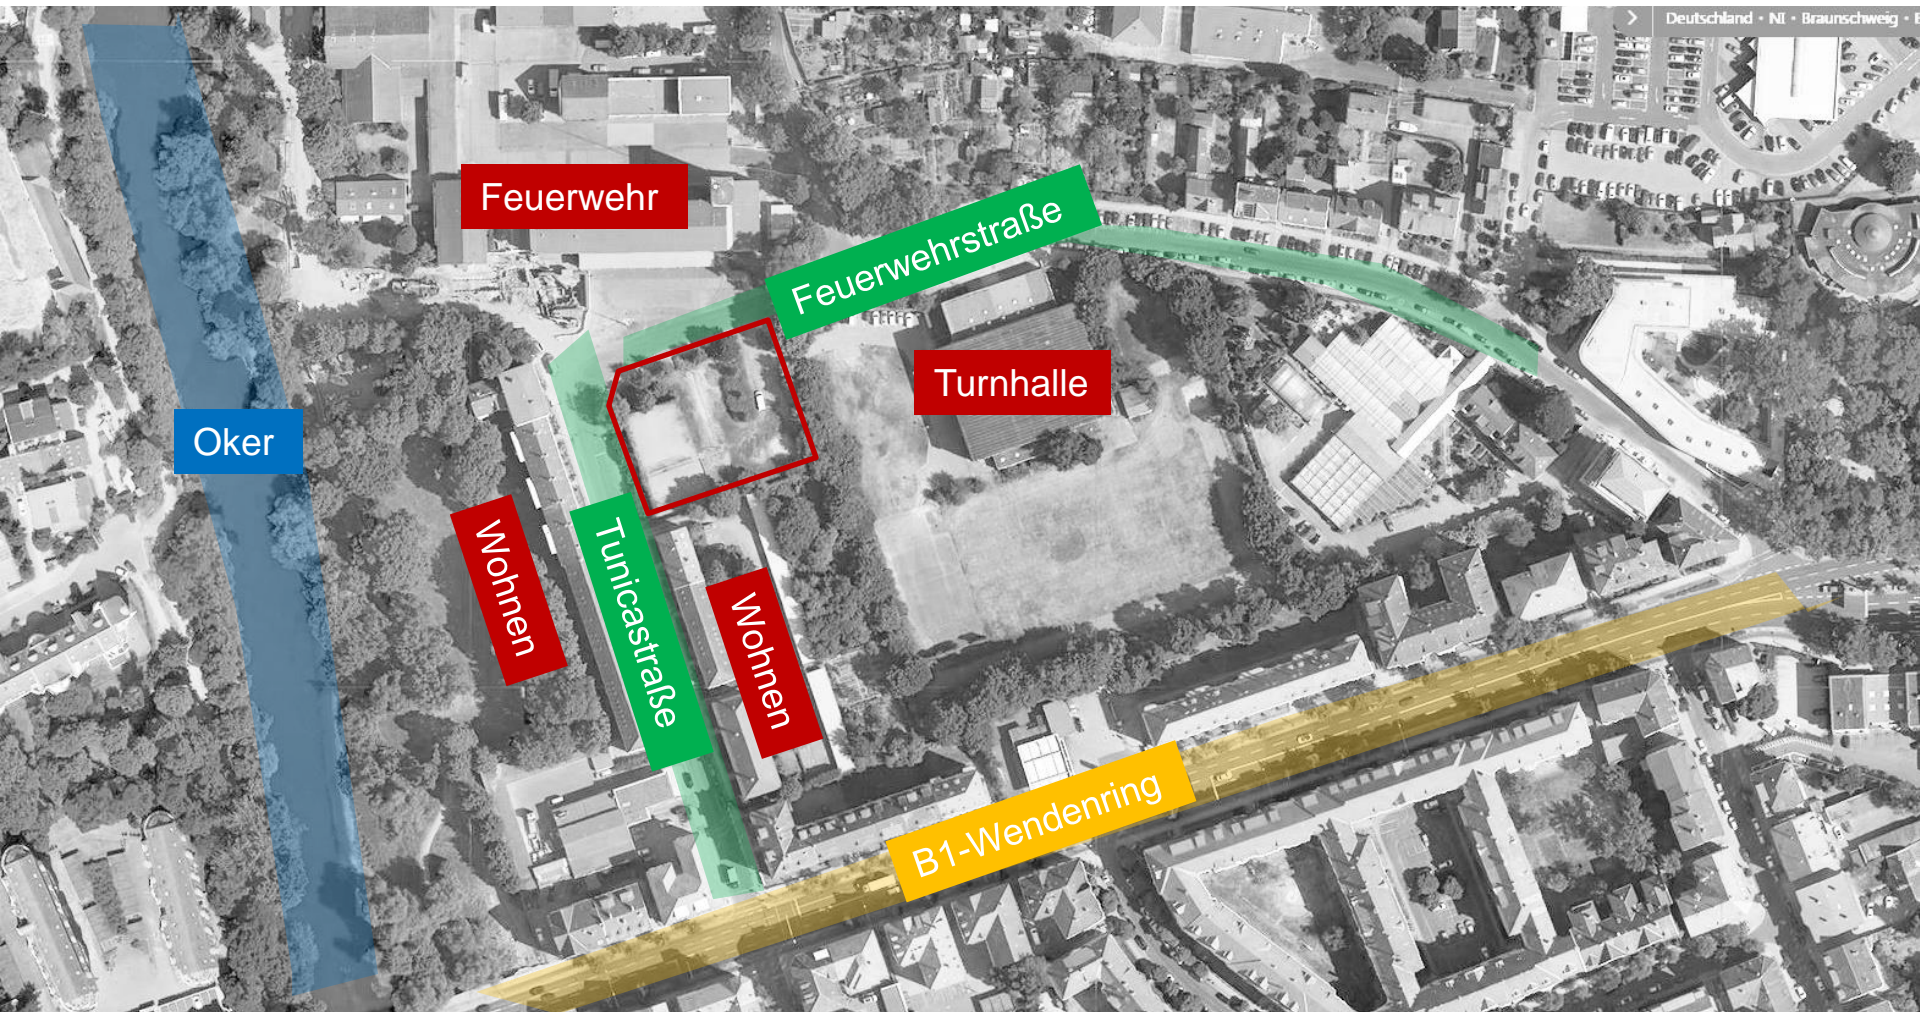 Deutschland • NI • Braunschweig •
Feuerwehr
Feuerwehrstraße
Turnhalle
Oker
Wohnen
Tunicastraße
Wohnen
B1-Wendenring